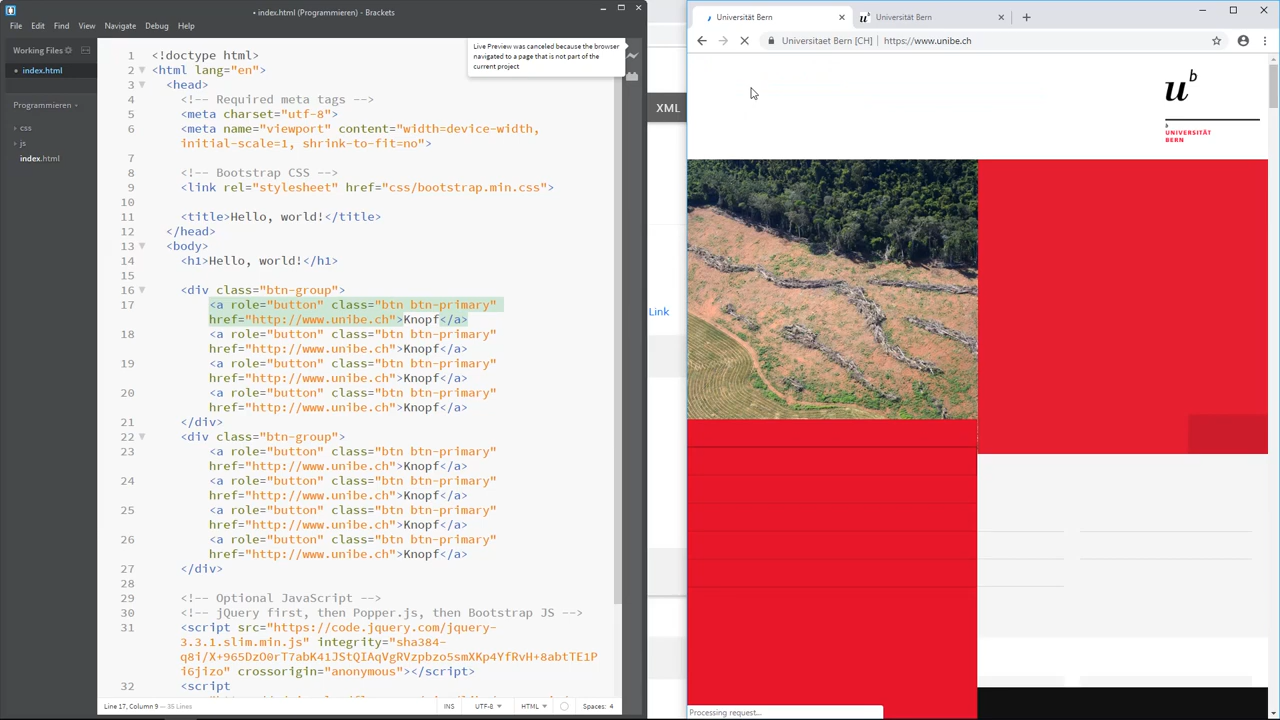 • index.html (Programmieren) - Brackets
File Edit Find View Navigate Debug Help
Working Files
• index.html
Programmieren
css
js
index.html
Live Preview was canceled because the browser
navigated to a page that is not part of the
current project
1 <!doctype html>
2 <html lang="en">
3 <head>
4 <!-- Required meta tags -->
5 <meta charset="utf-8">
6 <meta name="viewport" content="width=device-width,
initial-scale=1, shrink-to-fit=no">
7
8 <!-- Bootstrap CSS -->
9 <link rel="stylesheet" href="css/bootstrap.min.css">
10
11 <title>Hello, world!</title>
12 </head>
13 <body>
14 <h1>Hello, world!</h1>
15
16 <div class="btn-group">
17 <a role="button" class="btn btn-primary"
href="http://www.unibe.ch">Knopf</a>
18 <a role="button" class="btn btn-primary"
href="http://www.unibe.ch">Knopf</a>
19 <a role="button" class="btn btn-primary"
href="http://www.unibe.ch">Knopf</a>
20 <a role="button" class="btn btn-primary"
href="http://www.unibe.ch">Knopf</a>
21 </div>
22 <div class="btn-group">
23 <a role="button" class="btn btn-primary"
href="http://www.unibe.ch">Knopf</a>
24 <a role="button" class="btn btn-primary"
href="http://www.unibe.ch">Knopf</a>
25 <a role="button" class="btn btn-primary"
href="http://www.unibe.ch">Knopf</a>
26 <a role="button" class="btn btn-primary"
href="http://www.unibe.ch">Knopf</a>
27 </div>
28
29 <!-- Optional JavaScript -->
30 <!-- jQuery first, then Popper.js, then Bootstrap JS -->
31 <script src="https://code.jquery.com/jquery-
3.3.1.slim.min.js" integrity="sha384-
q8i/X+965DzO0rT7abK41JStQIAqVgRVzpbzo5smXKp4YfRvH+8abtTE1P
i6jizo" crossorigin="anonymous"></script>
32 <script
Line 17, Column 9 — 35 Lines
INS UTF-8 HTML Spaces: 4
XML
Link
Universität Bern
Universität Bern
Universitaet Bern [CH] https://www.unibe.ch
u b
b
UNIVERSITÄT
BERN
Processing request...